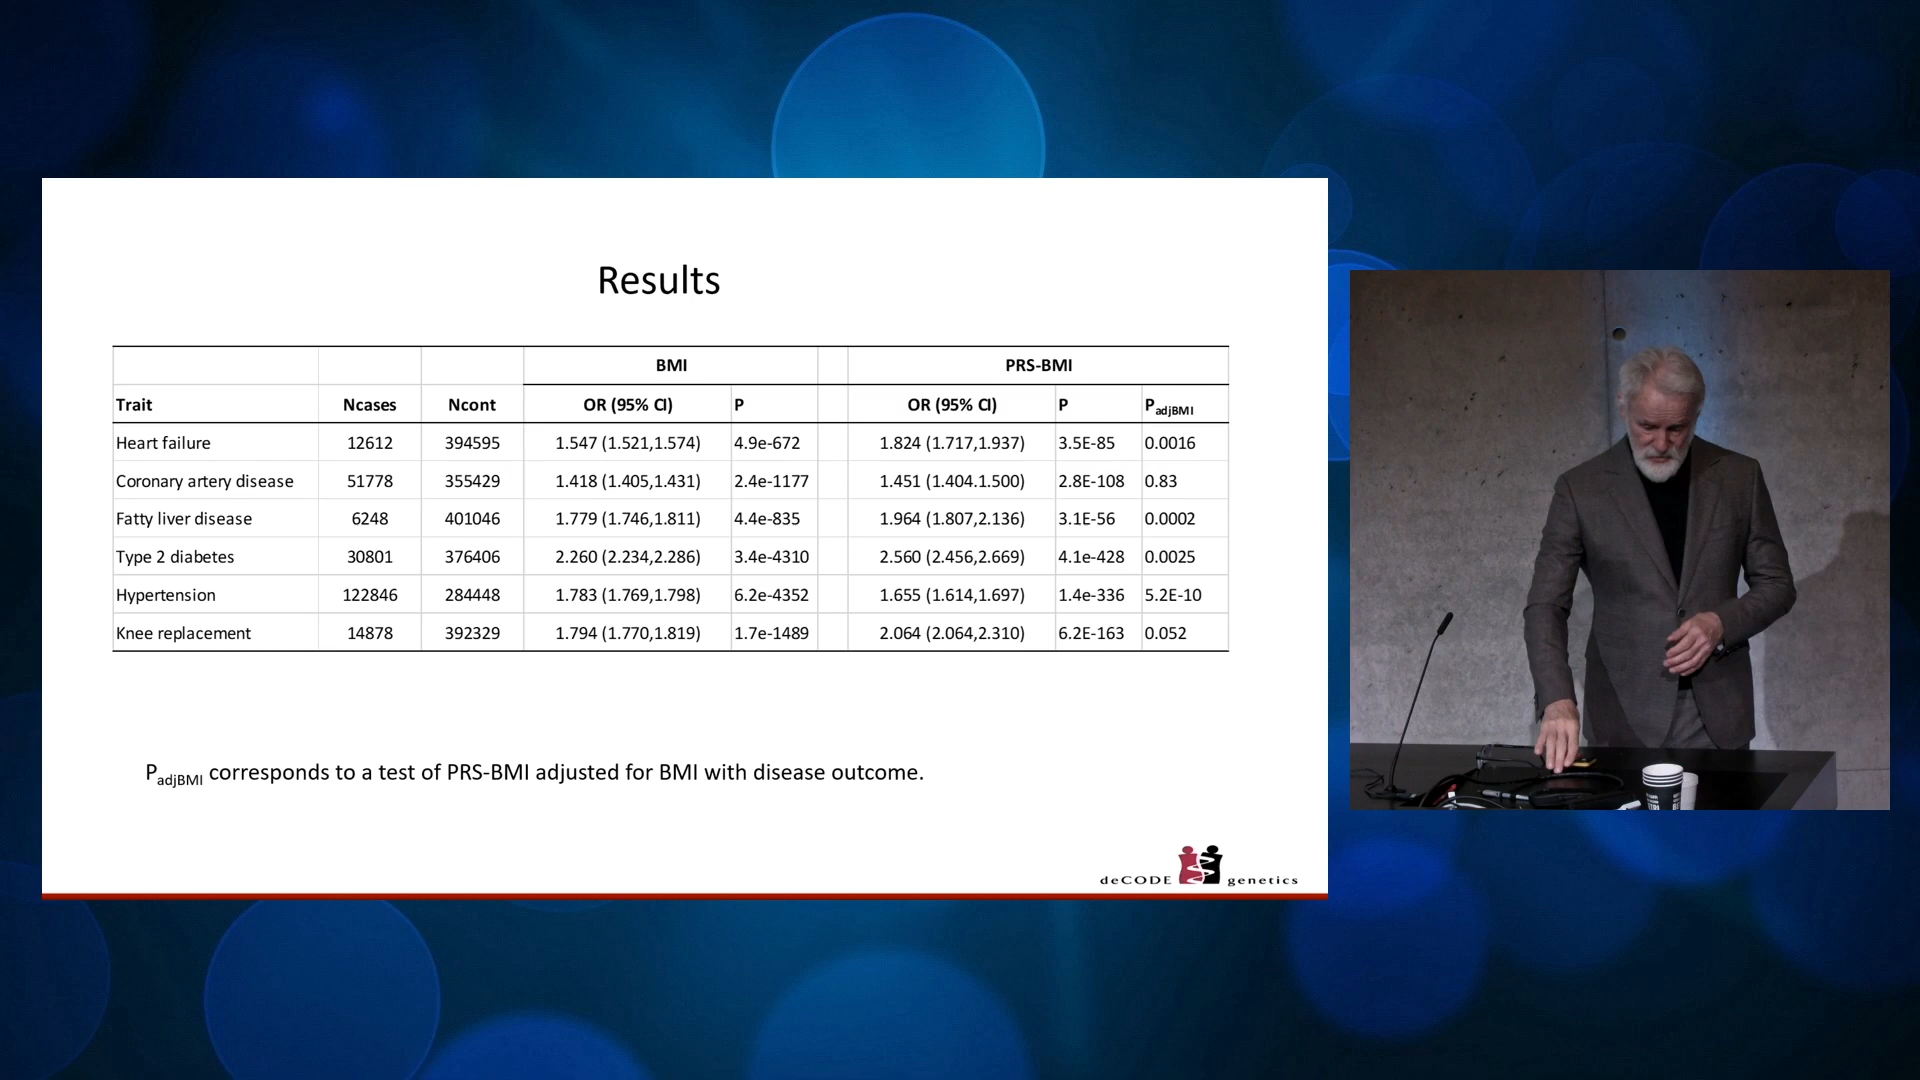 Results
BMI PRS-BMI
Trait Ncases Ncont OR (95% CI) P OR (95% CI) P PadjBMI
Heart failure 12612 394595 1.547 (1.521,1.574) 4.9e-672 1.824 (1.717,1.937) 3.5E-85 0.0016
Coronary artery disease 51778 355429 1.418 (1.405,1.431) 2.4e-1177 1.451 (1.404.1.500) 2.8E-108 0.83
Fatty liver disease 6248 401046 1.779 (1.746,1.811) 4.4e-835 1.964 (1.807,2.136) 3.1E-56 0.0002
Type 2 diabetes 30801 376406 2.260 (2.234,2.286) 3.4e-4310 2.560 (2.456,2.669) 4.1e-428 0.0025
Hypertension 122846 284448 1.783 (1.769,1.798) 6.2e-4352 1.655 (1.614,1.697) 1.4e-336 5.2E-10
Knee replacement 14878 392329 1.794 (1.770,1.819) 1.7e-1489 2.064 (2.064,2.310) 6.2E-163 0.052
PadjBMI corresponds to a test of PRS-BMI adjusted for BMI with disease outcome.
deCODE genetics